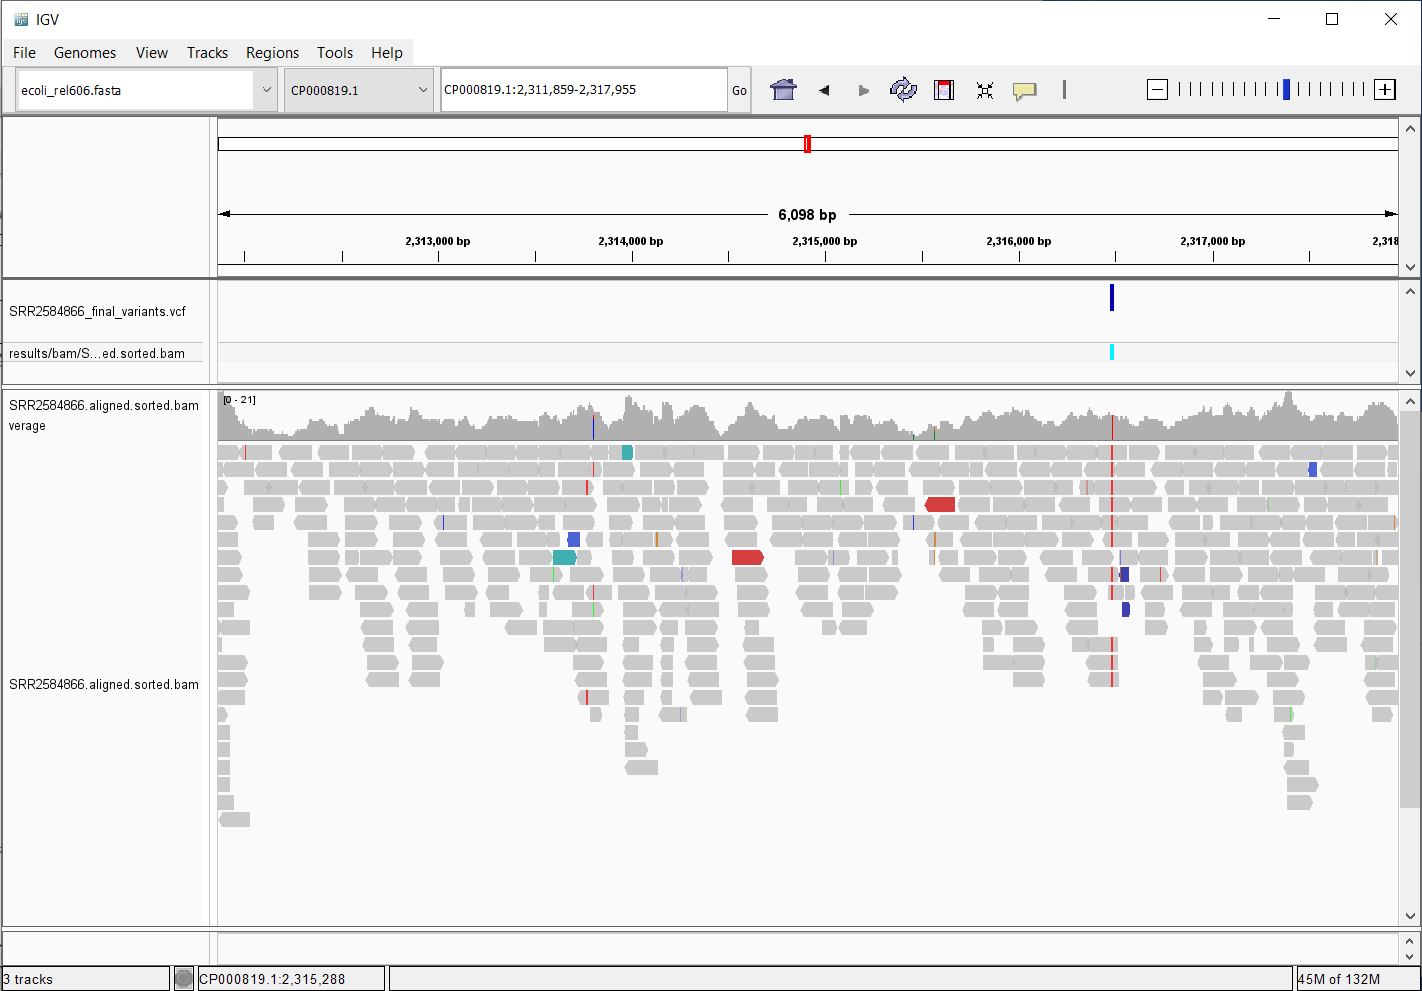 IGV
File Genomes View Tracks Regions Tools Help
ecoli_rel606.fasta CP000819.1 CP000819.1:2,311,859-2,317,955 Go
6,098 bp
2,313,000 bp 2,314,000 bp 2,315,000 bp 2,316,000 bp 2,317,000 bp 2,318
SRR2584866_final_variants.vcf
results/bam/S...ed.sorted.bam
SRR2584866.aligned.sorted.bam [0 - 21]
verage
SRR2584866.aligned.sorted.bam
3 tracks CP000819.1:2,315,288 45M of 132M